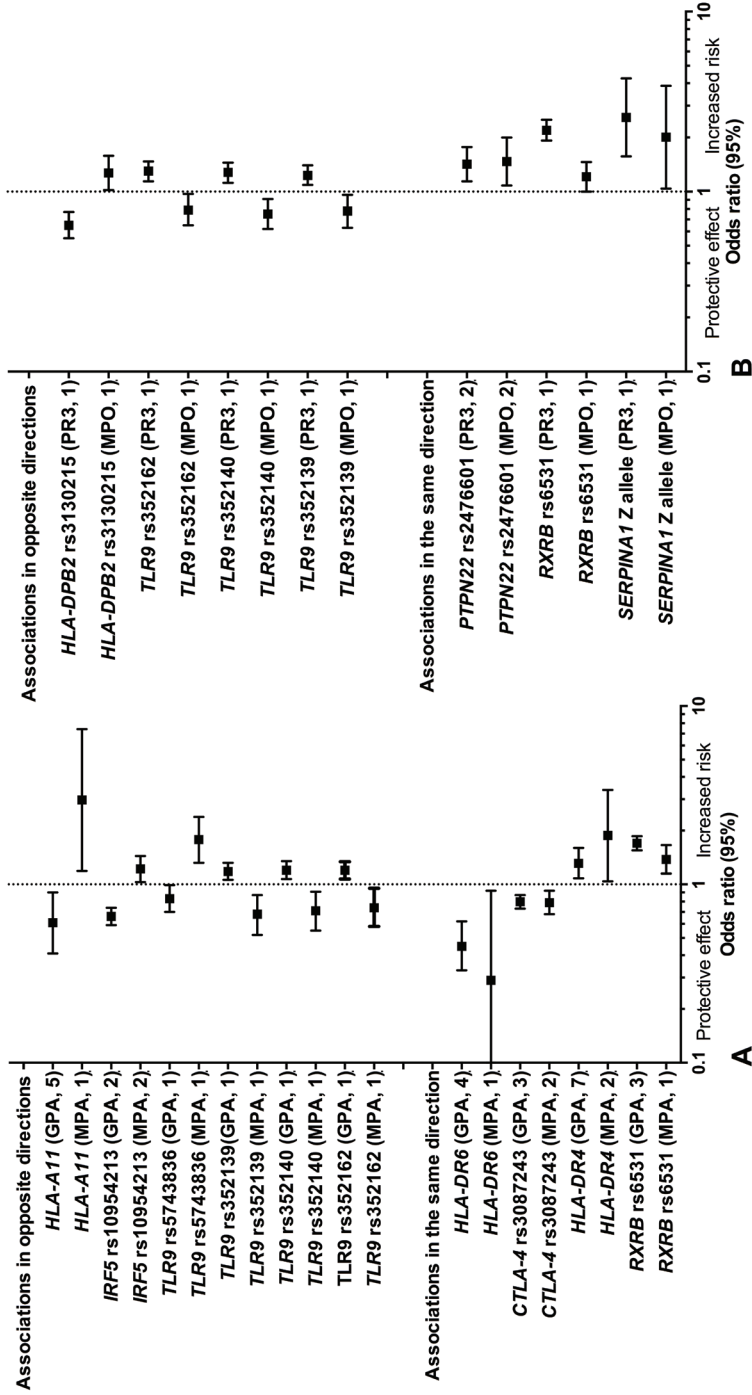 Associations in opposite directions
HLA-A11 (GPA, 5)
HLA-A11 (MPA, 1)
IRF5 rs10954213 (GPA, 2)
IRF5 rs10954213 (MPA, 2)
TLR9 rs5743836 (GPA, 1)
TLR9 rs5743836 (MPA, 1)
TLR9 rs352139(GPA, 1)
TLR9 rs352139 (MPA, 1)
TLR9 rs352140 (GPA, 1)
TLR9 rs352140 (MPA, 1)
TLR9 rs352162 (GPA, 1)
TLR9 rs352162 (MPA, 1)
Associations in the same direction
HLA-DR6 (GPA, 4)
HLA-DR6 (MPA, 1)
CTLA-4 rs3087243 (GPA, 3)
CTLA-4 rs3087243 (MPA, 2)
HLA-DR4 (GPA, 7)
HLA-DR4 (MPA, 2)
RXRB rs6531 (GPA, 3)
RXRB rs6531 (MPA, 1)
0.1 1 10
Protective effect Increased risk
Odds ratio (95%)
A
Associations in opposite directions
HLA-DPB2 rs3130215 (PR3, 1)
HLA-DPB2 rs3130215 (MPO, 1)
TLR9 rs352162 (PR3, 1)
TLR9 rs352162 (MPO, 1)
TLR9 rs352140 (PR3, 1)
TLR9 rs352140 (MPO, 1)
TLR9 rs352139 (PR3, 1)
TLR9 rs352139 (MPO, 1)
Associations in the same direction
PTPN22 rs2476601 (PR3, 2)
PTPN22 rs2476601 (MPO, 2)
RXRB rs6531 (PR3, 1)
RXRB rs6531 (MPO, 1)
SERPINA1 Z allele (PR3, 1)
SERPINA1 Z allele (MPO, 1)
0.1 1 10
Protective effect Increased risk
Odds ratio (95%)
B